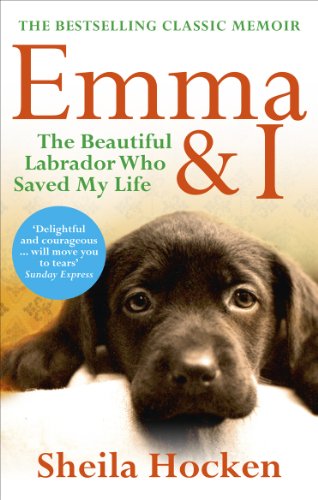 THE BESTSELLING CLASSIC MEMOIR
Emma
& I
The Beautiful
Labrador Who
Saved My Life
‘Delightful
and courageous
... will move you
to tears’
Sunday Express
Sheila Hocken